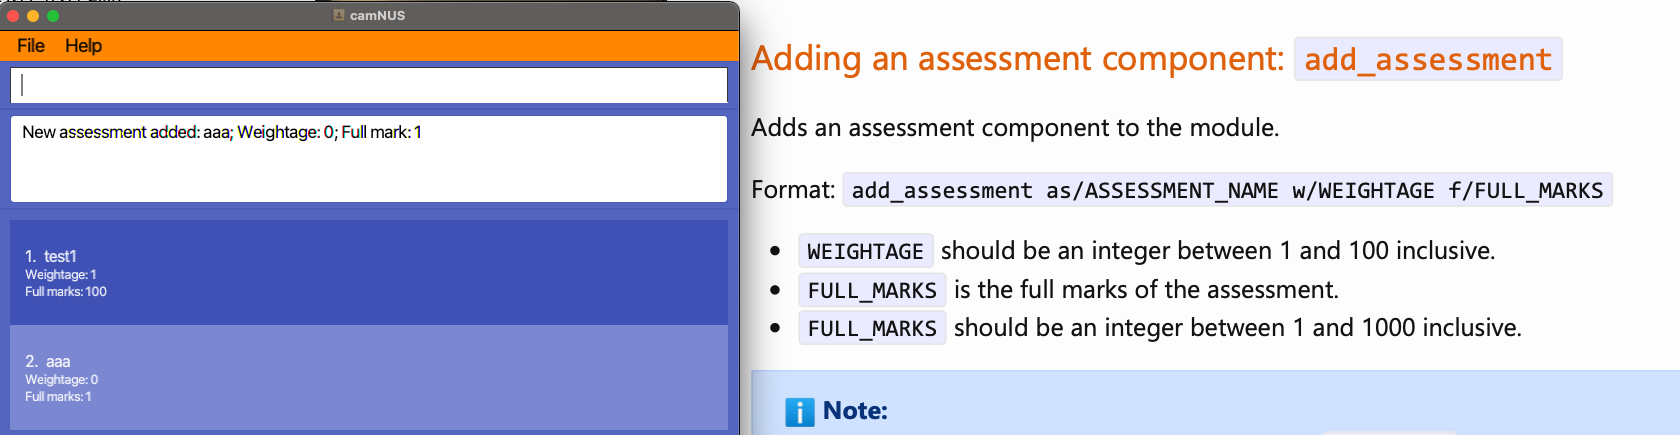 camNUS
File Help
New assessment added: aaa; Weightage: 0; Full mark: 1
1. test1
Weightage: 1
Full marks: 100
2. aaa
Weightage: 0
Full marks: 1
Adding an assessment component: add_assessment
Adds an assessment component to the module.
Format: add_assessment as/ASSESSMENT_NAME w/WEIGHTAGE f/FULL_MARKS
• WEIGHTAGE should be an integer between 1 and 100 inclusive.
• FULL_MARKS is the full marks of the assessment.
• FULL_MARKS should be an integer between 1 and 1000 inclusive.
i Note: